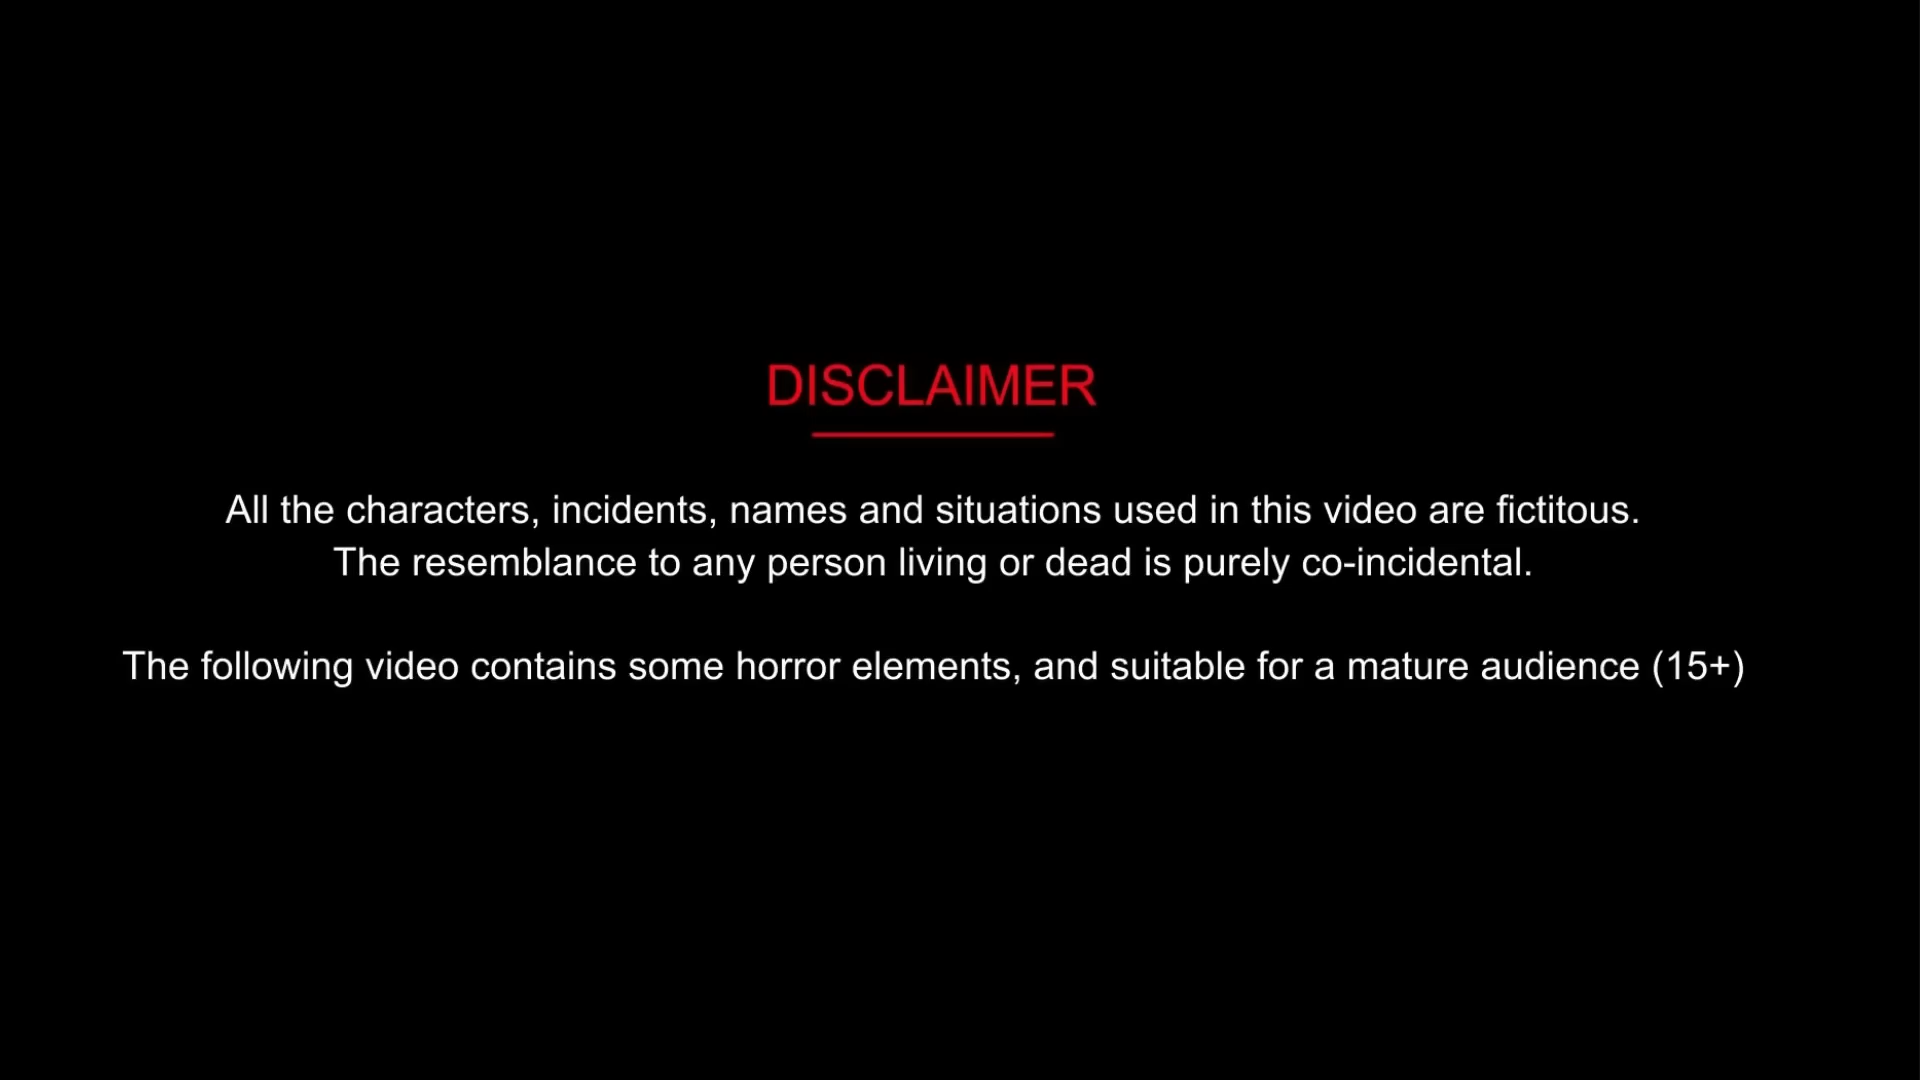 DISCLAIMER
All the characters, incidents, names and situations used in this video are fictitous.
The resemblance to any person living or dead is purely co-incidental.
The following video contains some horror elements, and suitable for a mature audience (15+)